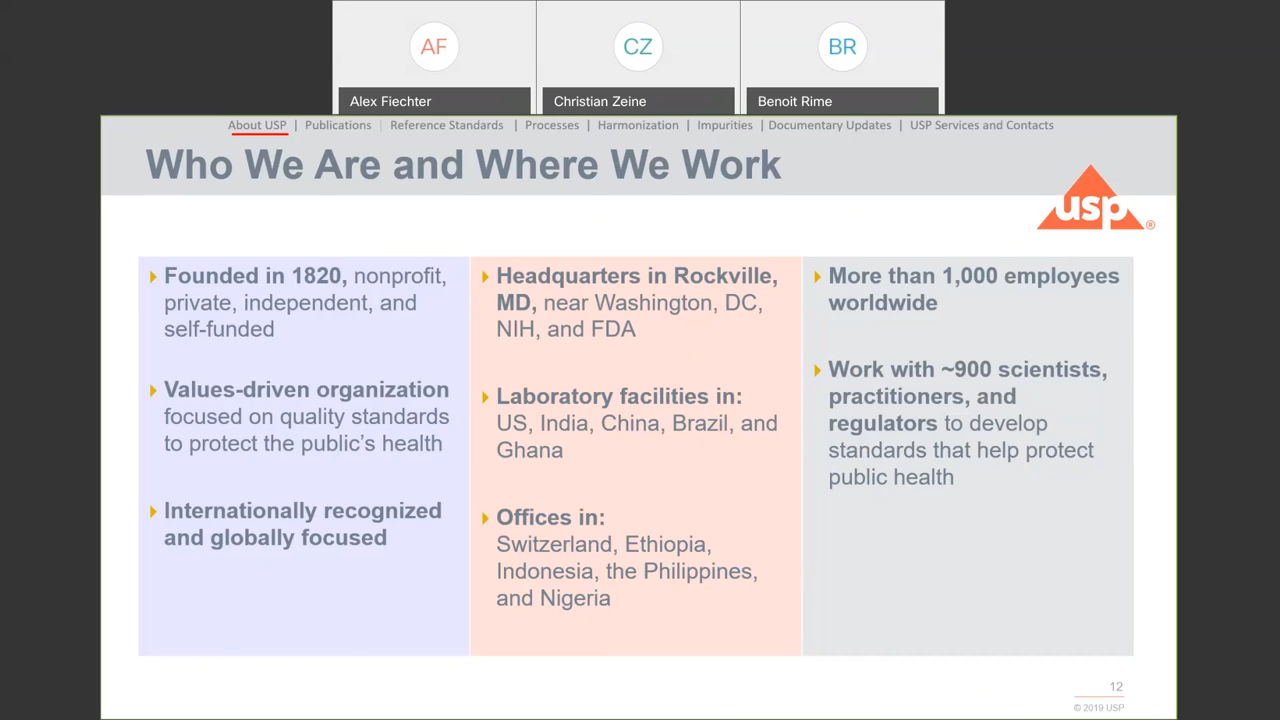 AF
CZ
BR
Alex Fiechter
Christian Zeine
Benoit Rime
About USP | Publications | Reference Standards | Processes | Harmonization | Impurities | Documentary Updates | USP Services and Contacts
Who We Are and Where We Work
usp®
Founded in 1820, nonprofit,
private, independent, and
self-funded
Values-driven organization
focused on quality standards
to protect the public's health
Internationally recognized
and globally focused
Headquarters in Rockville,
MD, near Washington, DC,
NIH, and FDA
Laboratory facilities in:
US, India, China, Brazil, and
Ghana
Offices in:
Switzerland, Ethiopia,
Indonesia, the Philippines,
and Nigeria
More than 1,000 employees
worldwide
Work with ~900 scientists,
practitioners, and
regulators to develop
standards that help protect
public health
12
© 2019 USP